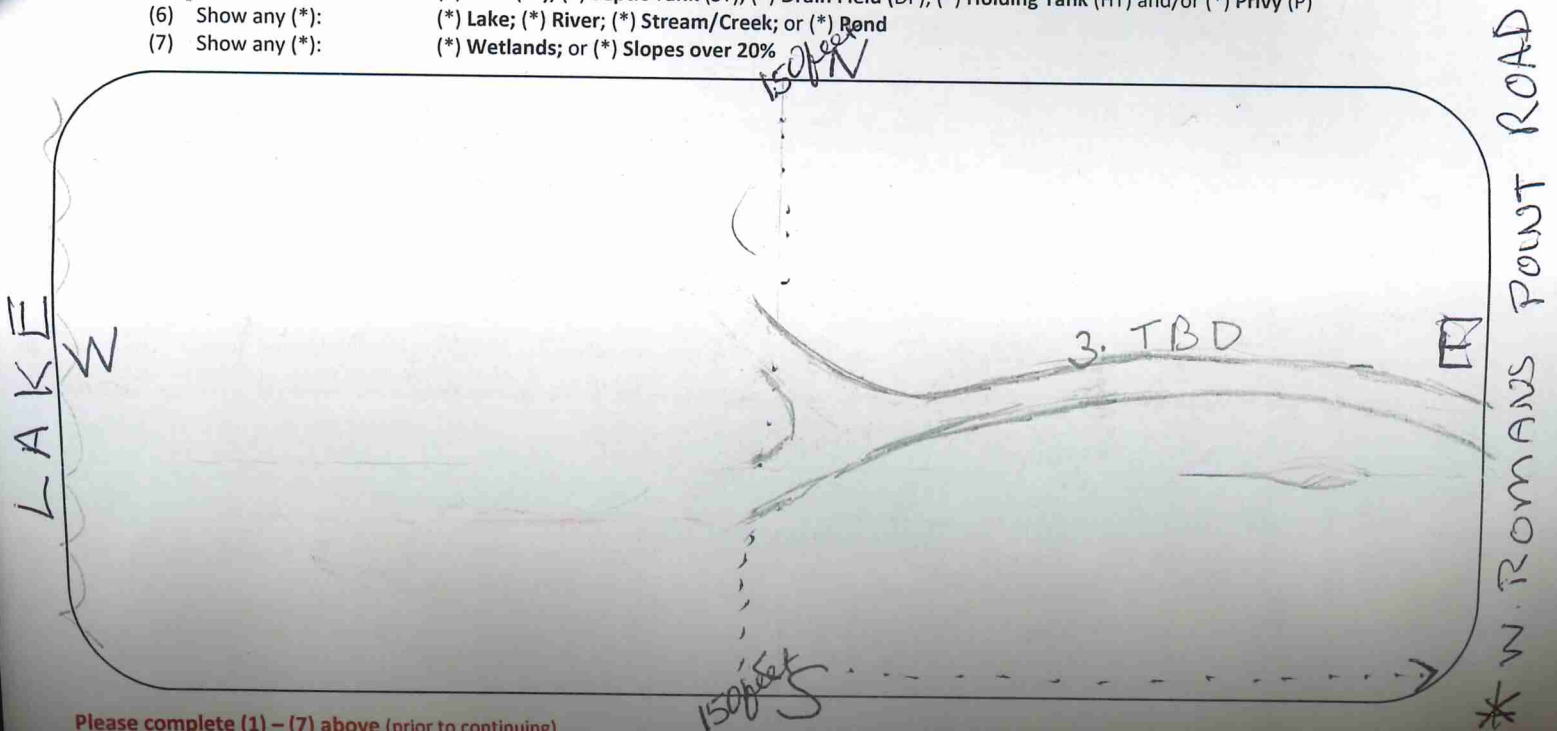 (6) Show any (*): (*) Lake; (*) River; (*) Stream/Creek; or (*) Pond
(7) Show any (*): (*) Wetlands; or (*) Slopes over 20%
150 feet
N
LAKE
W
3. TBD
E
* W. ROMANS POINT ROAD
150 feet
S
Please complete (1) – (7) above (prior to continuing)